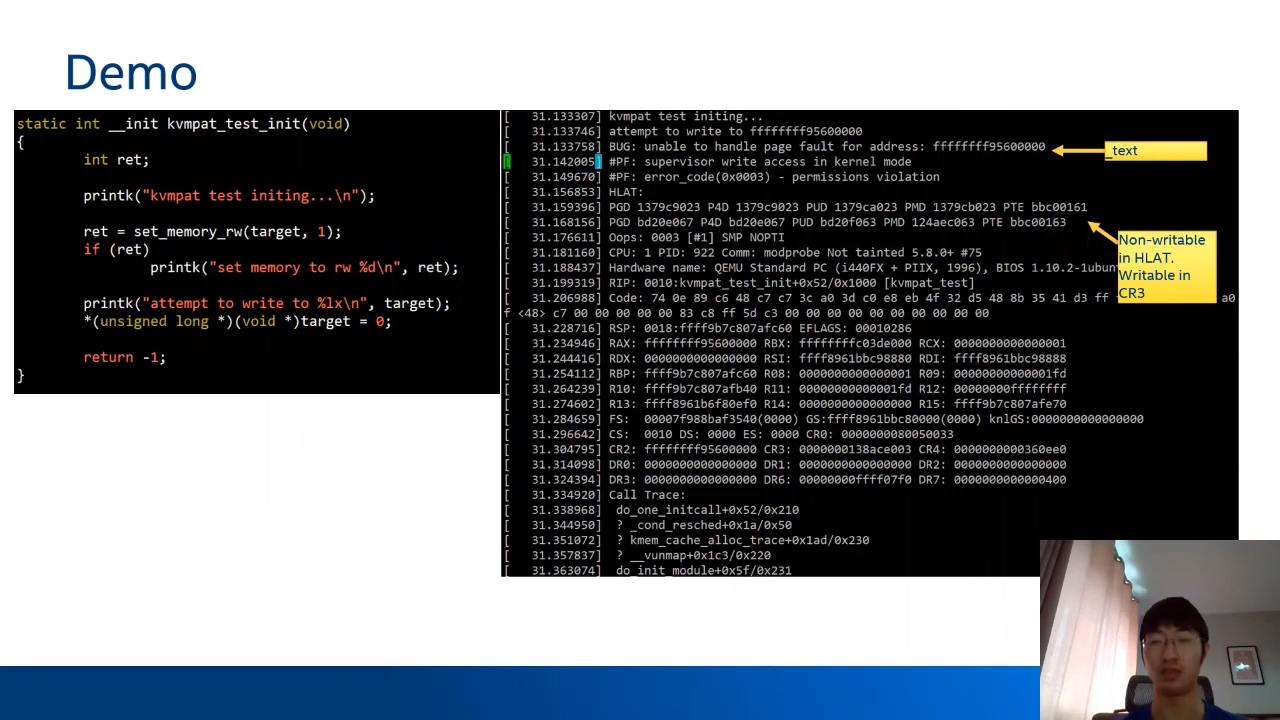 Demo
static int __init kvmpat_test_init(void)
{
int ret;
printk("kvmpat test initing...\n");
ret = set_memory_rw(target, 1);
if (ret)
printk("set memory to rw %d\n", ret);
printk("attempt to write to %lx\n", target);
*(unsigned long *)(void *)target = 0;
return -1;
}
[   31.133307] kvmpat test initing...
[   31.133746] attempt to write to ffffffff95600000
[   31.133758] BUG: unable to handle page fault for address: ffffffff95600000
[   31.142005] #PF: supervisor write access in kernel mode
[   31.149670] #PF: error_code(0x0003) - permissions violation
[   31.156853] HLAT:
[   31.159396] PGD 1379c9023 P4D 1379c9023 PUD 1379ca023 PMD 1379cb023 PTE bbc00161
[   31.168156] PGD bd20e067 P4D bd20e067 PUD bd20f063 PMD 124aec063 PTE bbc00163
[   31.176611] Oops: 0003 [#1] SMP NOPTI
[   31.181160] CPU: 1 PID: 922 Comm: modprobe Not tainted 5.8.0+ #75
[   31.188437] Hardware name: QEMU Standard PC (i440FX + PIIX, 1996), BIOS 1.10.2-1ubun
[   31.199319] RIP: 0010:kvmpat_test_init+0x52/0x1000 [kvmpat_test]
[   31.206988] Code: 74 0e 89 c6 48 c7 c7 3c a0 3d c0 e8 eb 4f 32 d5 48 8b 35 41 d3 ff a0
f <48> c7 00 00 00 00 00 83 c8 ff 5d c3 00 00 00 00 00 00 00 00 00
[   31.228716] RSP: 0018:ffff9b7c807afc60 EFLAGS: 00010286
[   31.234946] RAX: ffffffff95600000 RBX: ffffffffc03de000 RCX: 0000000000000001
[   31.244416] RDX: 0000000000000000 RSI: ffff8961bbc98880 RDI: ffff8961bbc98888
[   31.254112] RBP: ffff9b7c807afc60 R08: 0000000000000001 R09: 00000000000001fd
[   31.264239] R10: ffff9b7c807afb40 R11: 00000000000001fd R12: 00000000ffffffff
[   31.274602] R13: ffff8961b6f80ef0 R14: 0000000000000000 R15: ffff9b7c807afe70
[   31.284659] FS:  00007f988baf3540(0000) GS:ffff8961bbc80000(0000) knlGS:0000000000000000
[   31.296642] CS:  0010 DS: 0000 ES: 0000 CR0: 0000000080050033
[   31.304795] CR2: ffffffff95600000 CR3: 0000000138ace003 CR4: 0000000000360ee0
[   31.314098] DR0: 0000000000000000 DR1: 0000000000000000 DR2: 0000000000000000
[   31.324394] DR3: 0000000000000000 DR6: 00000000ffff07f0 DR7: 0000000000000400
[   31.334920] Call Trace:
[   31.338968]  do_one_initcall+0x52/0x210
[   31.344950]  ? _cond_resched+0x1a/0x50
[   31.351072]  ? kmem_cache_alloc_trace+0x1ad/0x230
[   31.357837]  ? __vunmap+0x1c3/0x220
[   31.363074]  do_init_module+0x5f/0x231
_text
Non-writable
in HLAT.
Writable in
CR3